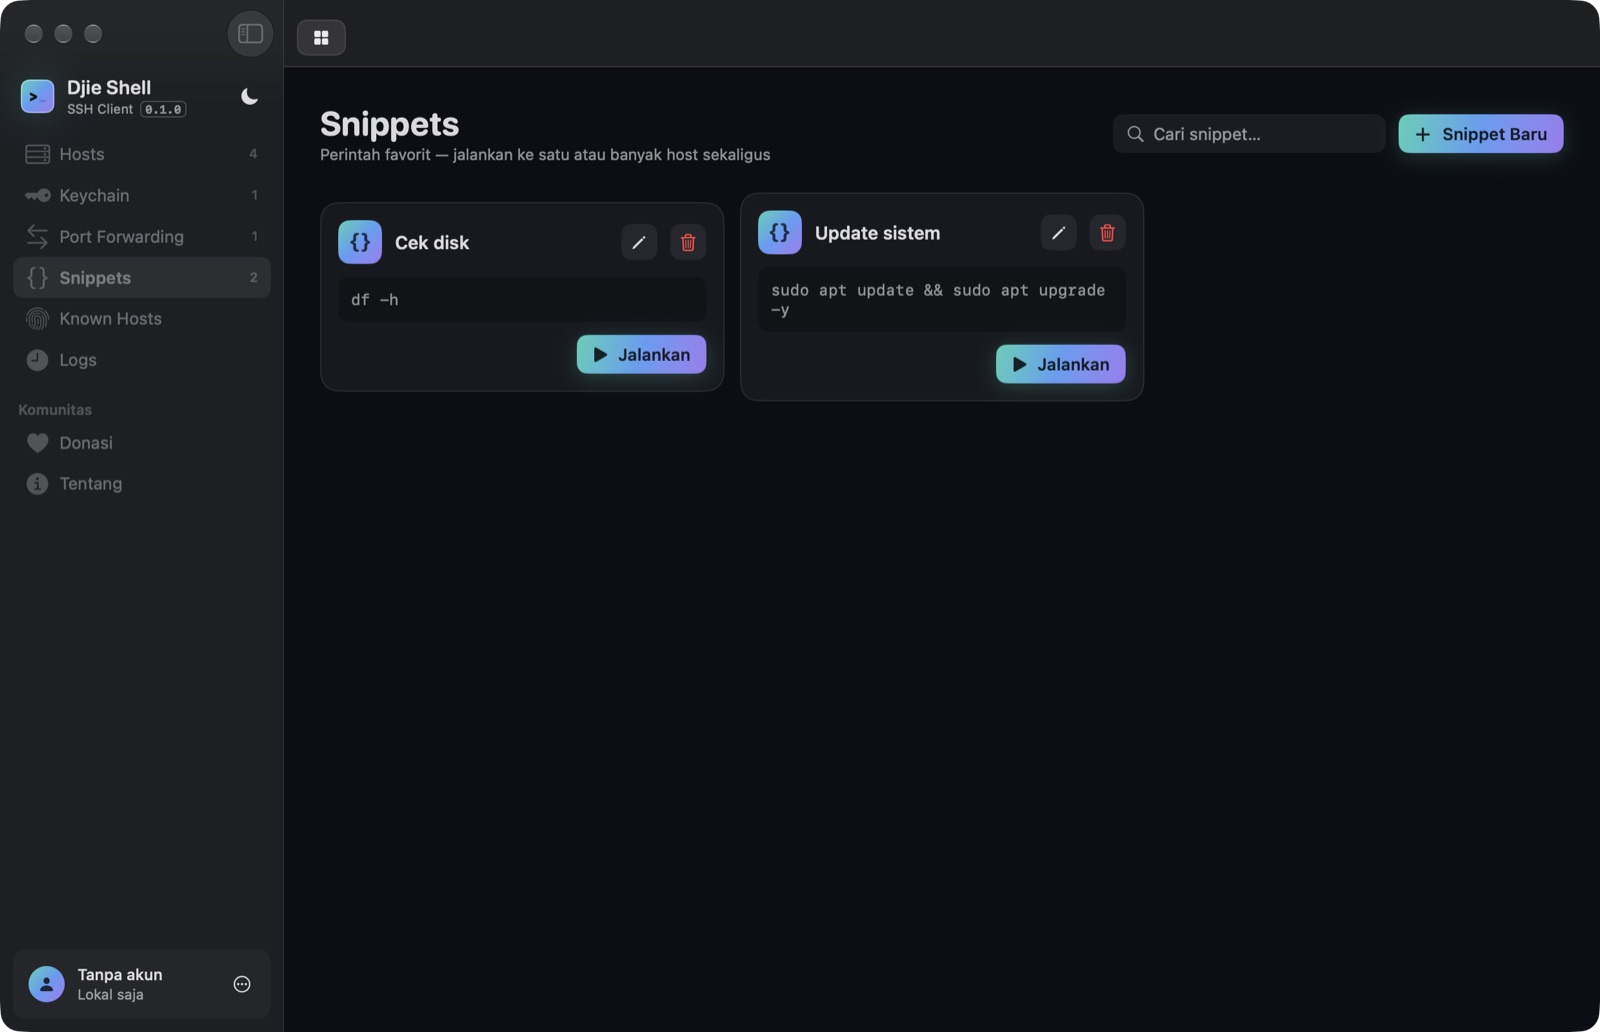 Djie Shell
SSH Client 0.1.0
Hosts 4
Keychain 1
Port Forwarding 1
Snippets 2
Known Hosts
Logs
Komunitas
Donasi
Tentang
Tanpa akun
Lokal saja
Snippets
Perintah favorit — jalankan ke satu atau banyak host sekaligus
Cari snippet...
+ Snippet Baru
{} Cek disk
df -h
Jalankan
{} Update sistem
sudo apt update && sudo apt upgrade
-y
Jalankan